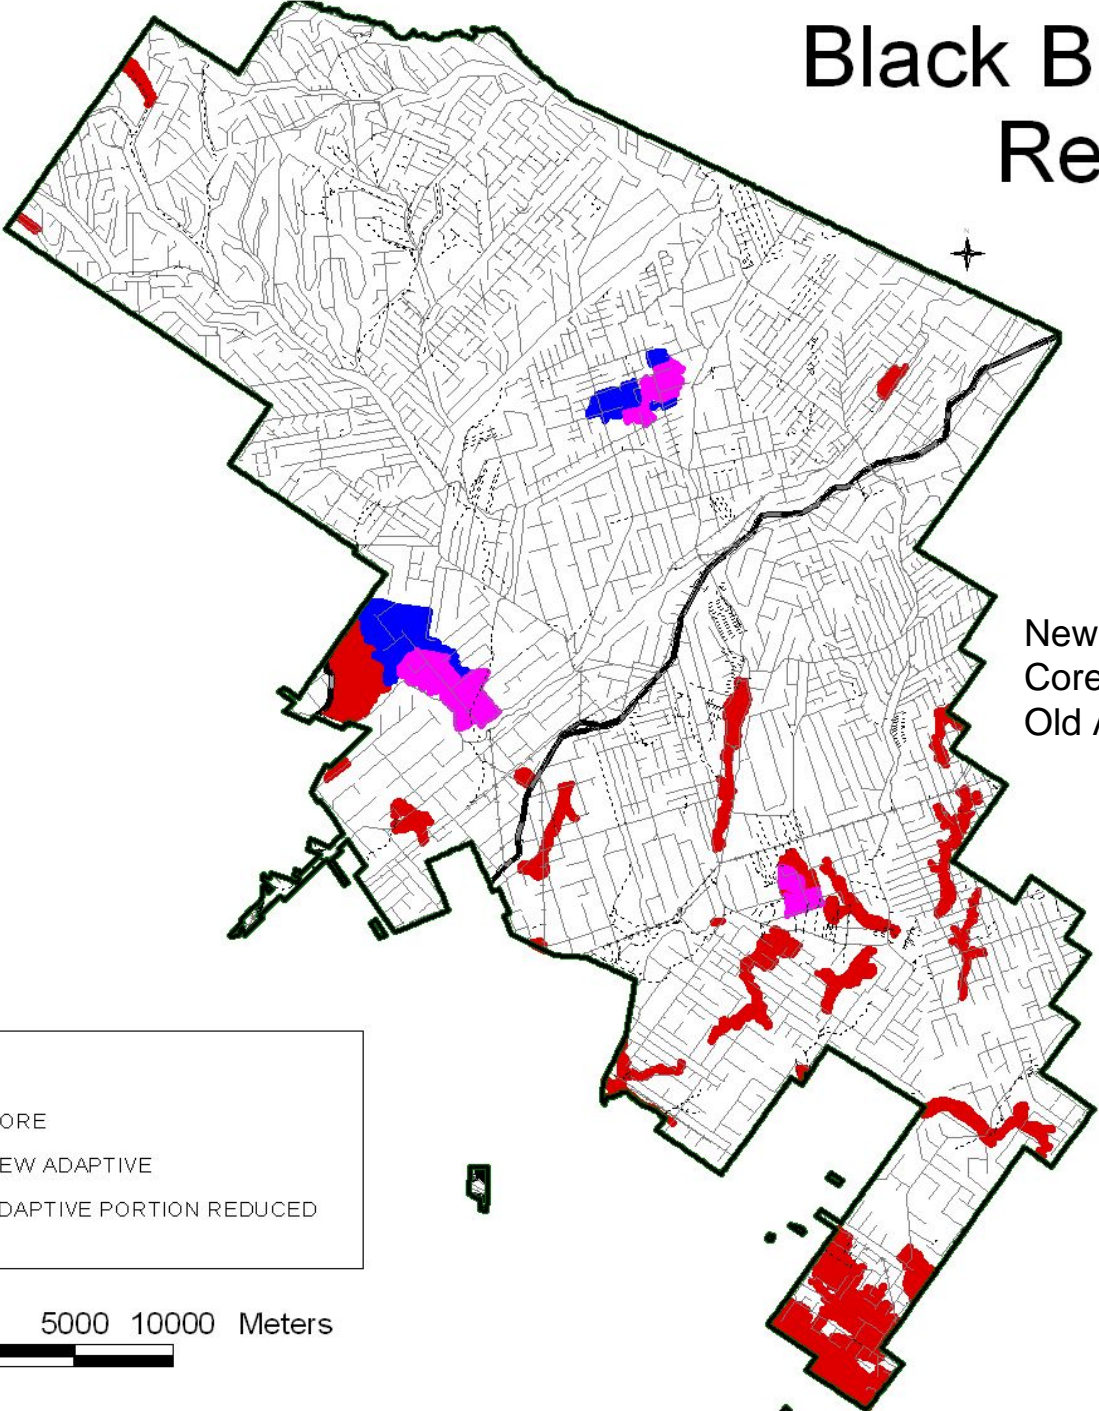 Black B
Re
N
New
Core
Old A
ORE
EW ADAPTIVE
DAPTIVE PORTION REDUCED
5000 10000 Meters